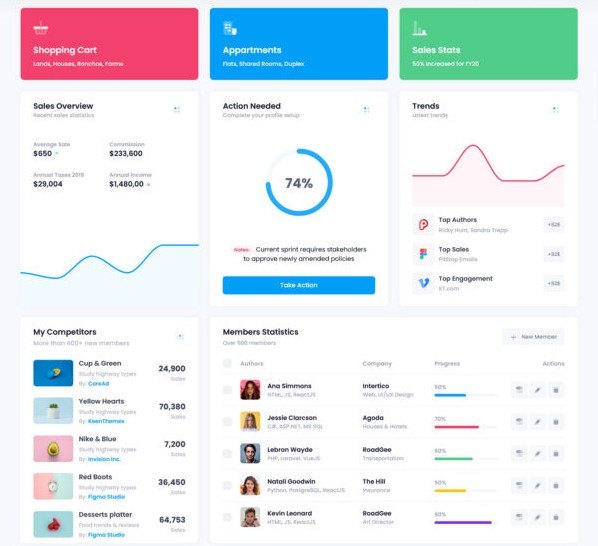 Shopping Cart
Lands, Houses, Ranchos, Farms
Appartments
Flats, Shared Rooms, Duplex
Sales Stats
50% Increased for FY20
Sales Overview
Recent sales statistics
Average Sale
$650
Commission
$233,600
Annual Taxes 2019
$29,004
Annual Income
$1,480,00
Action Needed
Complete your profile setup
74%
Notes: Current sprint requires stakeholders
to approve newly amended policies
Take Action
Trends
Latest trends
Top Authors
Ricky Hunt, Sandra Trepp
+82$
Top Sales
PitStop Emails
+82$
Top Engagement
KT.com
+82$
My Competitors
More than 400+ new members
Cup & Green
Study highway types
By: CoreAd
24,900
Sales
Yellow Hearts
Study highway types
By: KeenThemes
70,380
Sales
Nike & Blue
Study highway types
By: Invision Inc.
7,200
Sales
Red Boots
Study highway types
By: Figma Studio
36,450
Sales
Desserts platter
Food trends & reviews
By: Figma Studio
64,753
Sales
Members Statistics
Over 500 members
New Member
Authors Company Progress Actions
Ana Simmons
HTML, JS, ReactJS
Intertico
Web, UI/UX Design
50%
Jessie Clarcson
C#, ASP.NET, MS SQL
Agoda
Houses & Hotels
70%
Lebron Wayde
PHP, Laravel, VueJS
RoadGee
Transportation
60%
Natali Goodwin
Python, PostgreSQL, ReactJS
The Hill
Insurance
50%
Kevin Leonard
HTML, JS, ReactJS
RoadGee
Art Director
90%